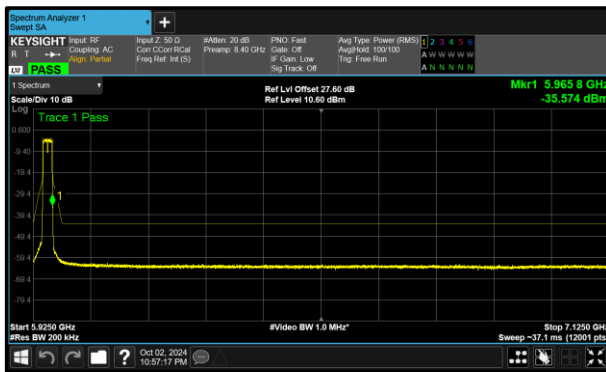 Spectrum Analyzer 1
Swept SA
KEYSIGHT
R T
LXI
PASS
Input: RF
Coupling: AC
Align: Partial
Input Z: 50 Ω
Corr CCorr RCal
Freq Ref: Int (S)
#Atten: 20 dB
Preamp: 8.40 GHz
PNO: Fast
Gate: Off
IF Gain: Low
Sig Track: Off
Avg Type: Power (RMS)
Avg|Hold: 100/100
Trig: Free Run
1 2 3 4 5 6
A W W W W W
A N N N N N
1 Spectrum
Scale/Div 10 dB
Ref Lvl Offset 27.60 dB
Ref Level 10.60 dBm
Mkr1 5.965 8 GHz
-35.574 dBm
Log
Trace 1 Pass
0.600
-9.40
-19.4
-29.4
-39.4
-49.4
-59.4
-69.4
-79.4
1
Start 5.9250 GHz
#Res BW 200 kHz
#Video BW 1.0 MHz*
Stop 7.1250 GHz
Sweep ~37.1 ms (12001 pts)
?
Oct 02, 2024
10:57:17 PM